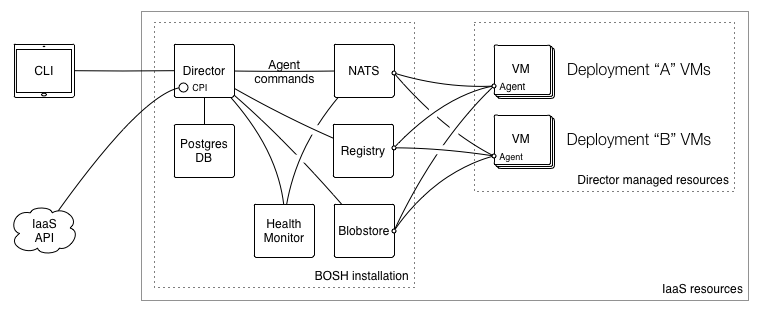 CLI
Director
CPI
Agent
commands
NATS
VM
Agent
Deployment “A” VMs
Postgres
DB
Registry
VM
Agent
Deployment “B” VMs
Director managed resources
IaaS
API
Health
Monitor
Blobstore
BOSH installation
IaaS resources